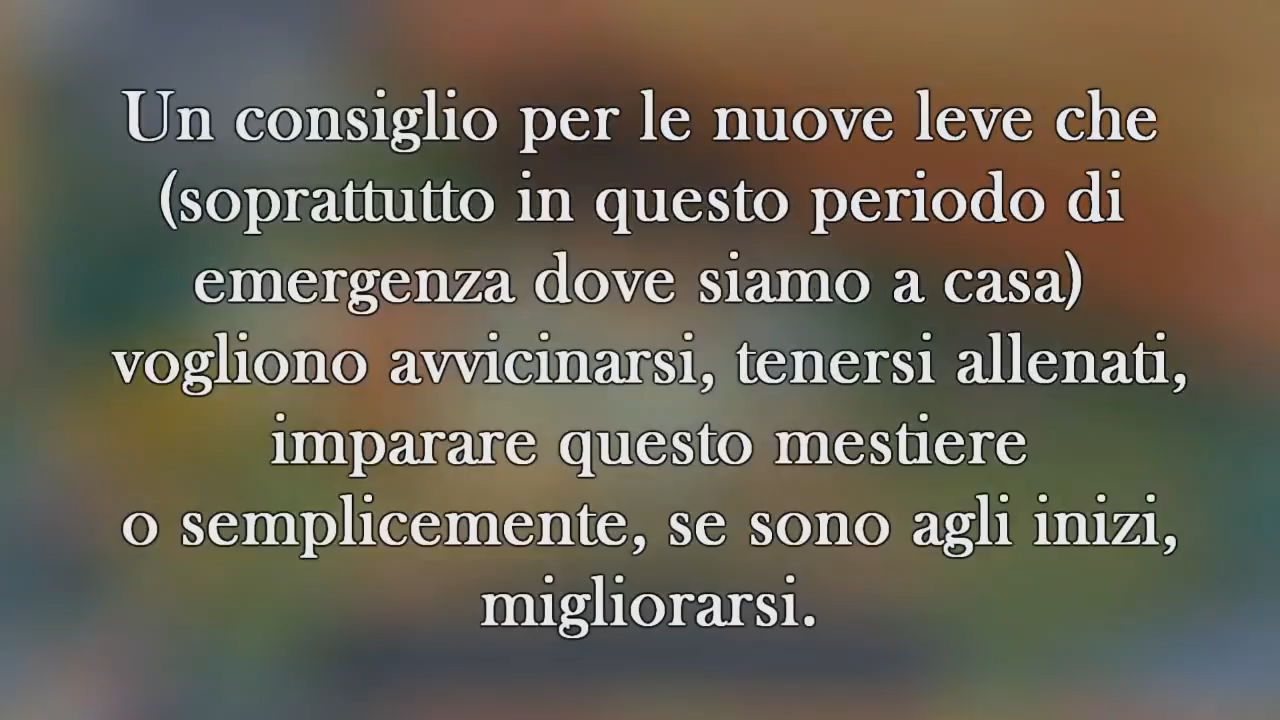 Un consiglio per le nuove leve che
(soprattutto in questo periodo di
emergenza dove siamo a casa)
vogliono avvicinarsi, tenersi allenati,
imparare questo mestiere
o semplicemente, se sono agli inizi,
migliorarsi.